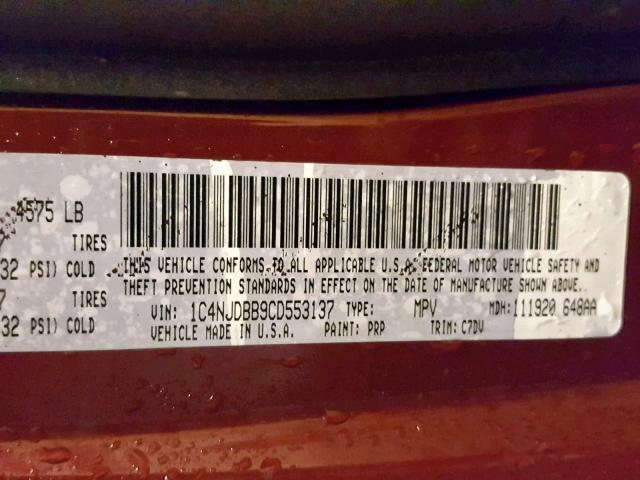 4575 LB
TIRES
32 PSI) COLD
7 TIRES
32 PSI) COLD
THIS VEHICLE CONFORMS TO ALL APPLICABLE U.S.A. FEDERAL MOTOR VEHICLE SAFETY AND
THEFT PREVENTION STANDARDS IN EFFECT ON THE DATE OF MANUFACTURE SHOWN ABOVE.
VIN: 1C4NJDBB9CD553137 TYPE: MPV MDH:111920 648AA
VEHICLE MADE IN U.S.A. PAINT: PRP TRIM: C7DV